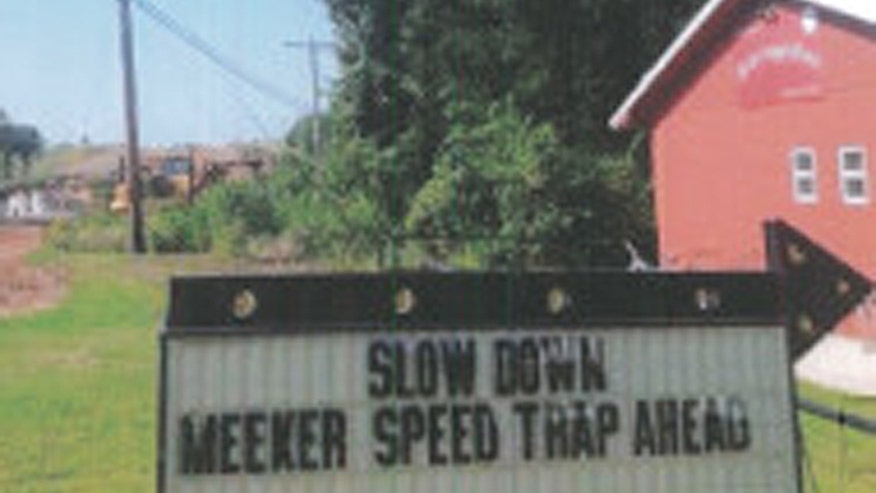 SLOW DOWN
MEEKER SPEED TRAP AHEAD